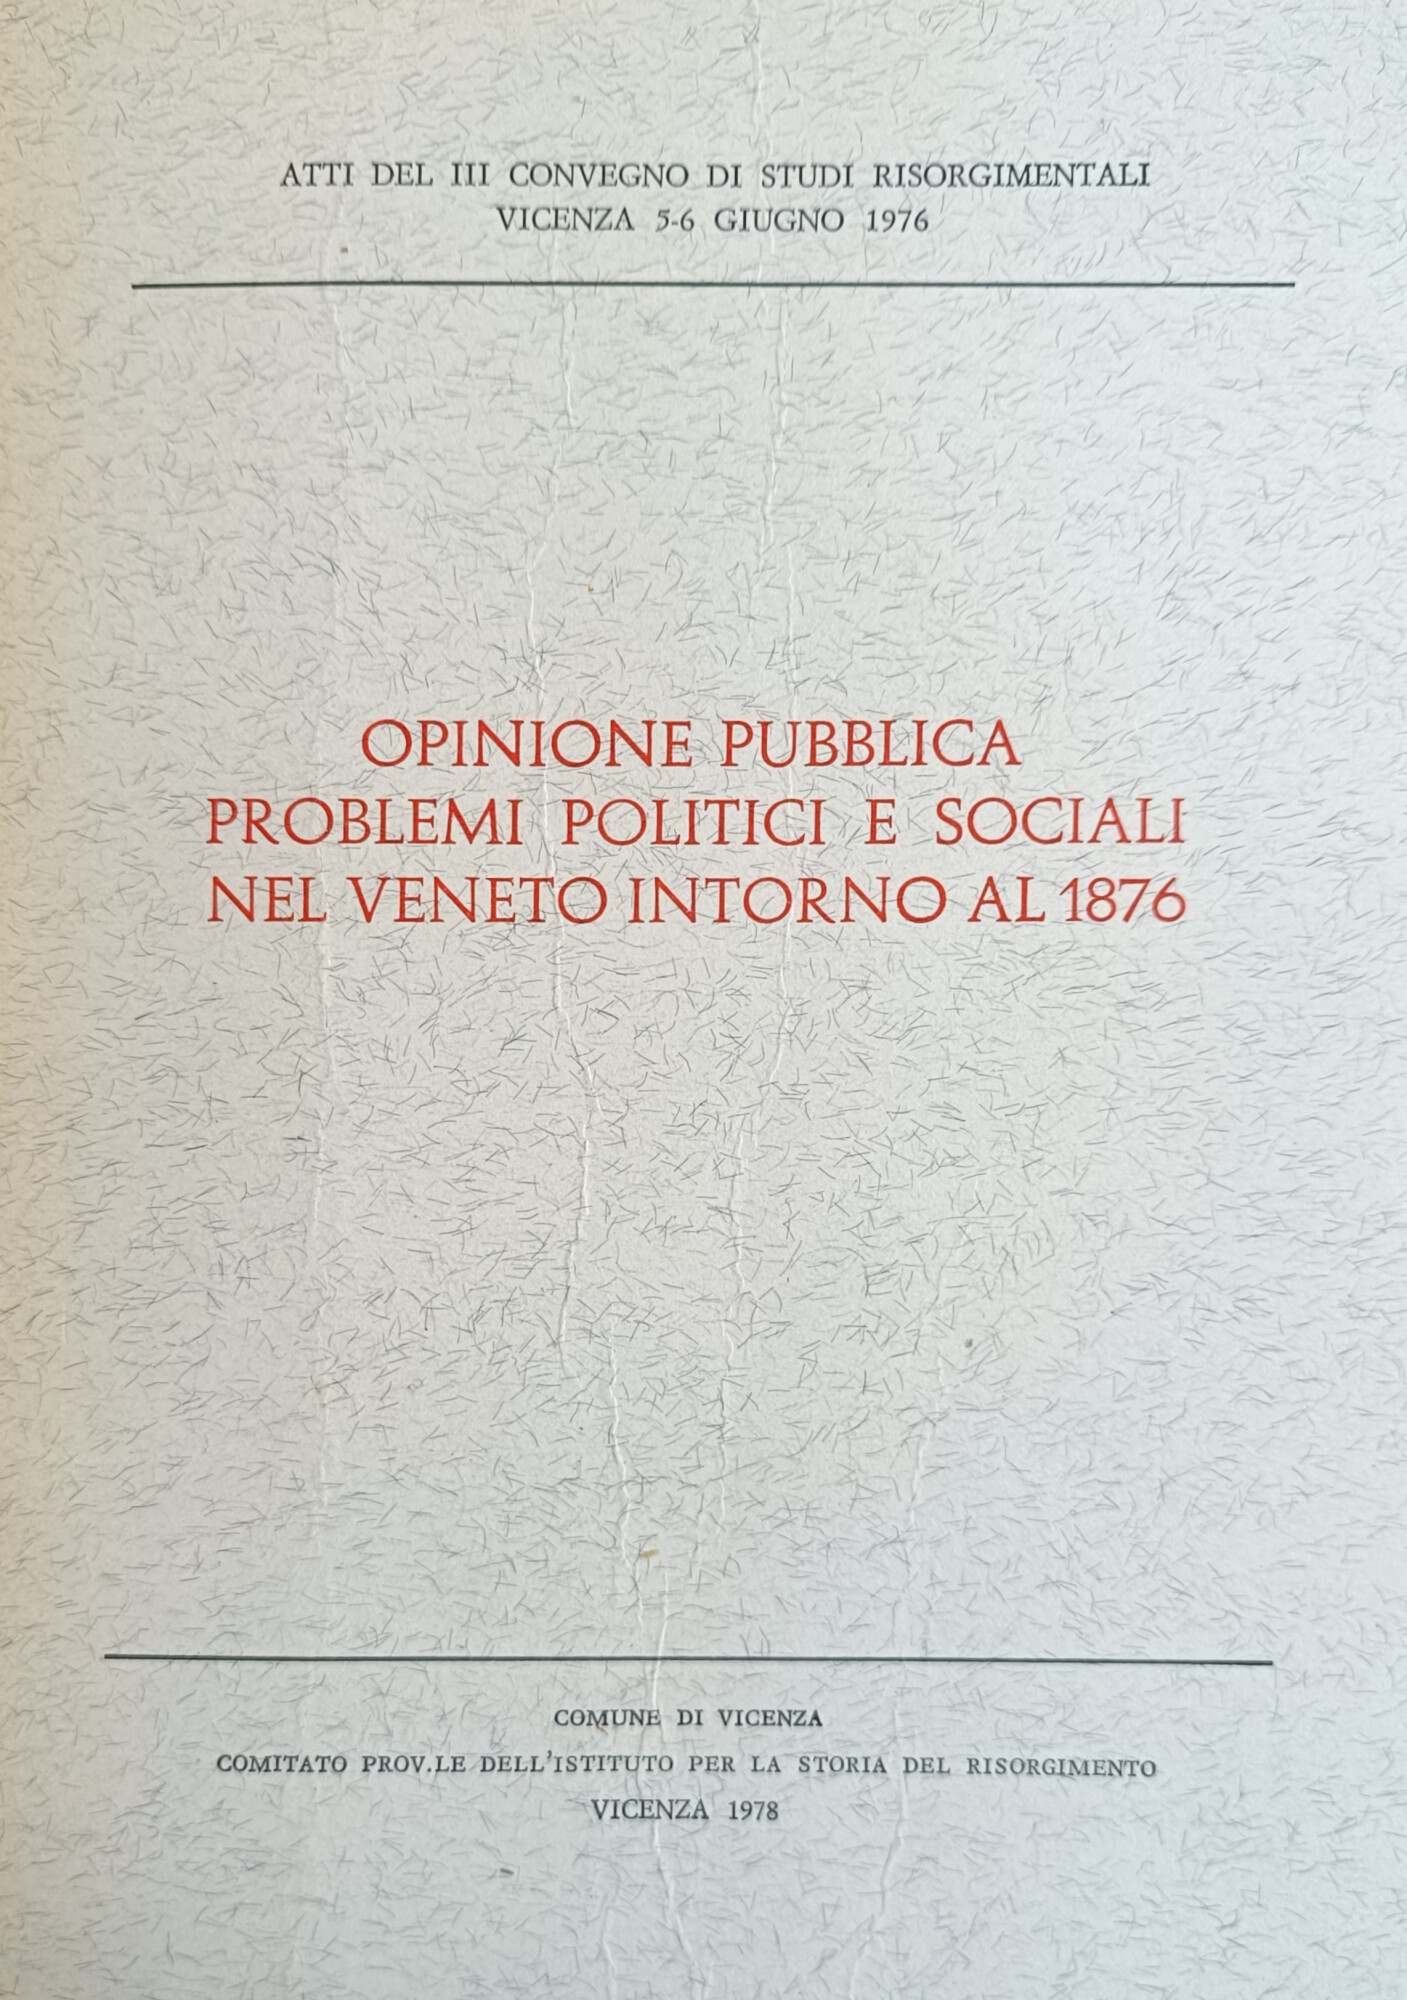 ATTI DEL III CONVEGNO DI STUDI RISORGIMENTALI
VICENZA 5-6 GIUGNO 1976
OPINIONE PUBBLICA
PROBLEMI POLITICI E SOCIALI
NEL VENETO INTORNO AL 1876
COMUNE DI VICENZA
COMITATO PROV.LE DELL'ISTITUTO PER LA STORIA DEL RISORGIMENTO
VICENZA 1978